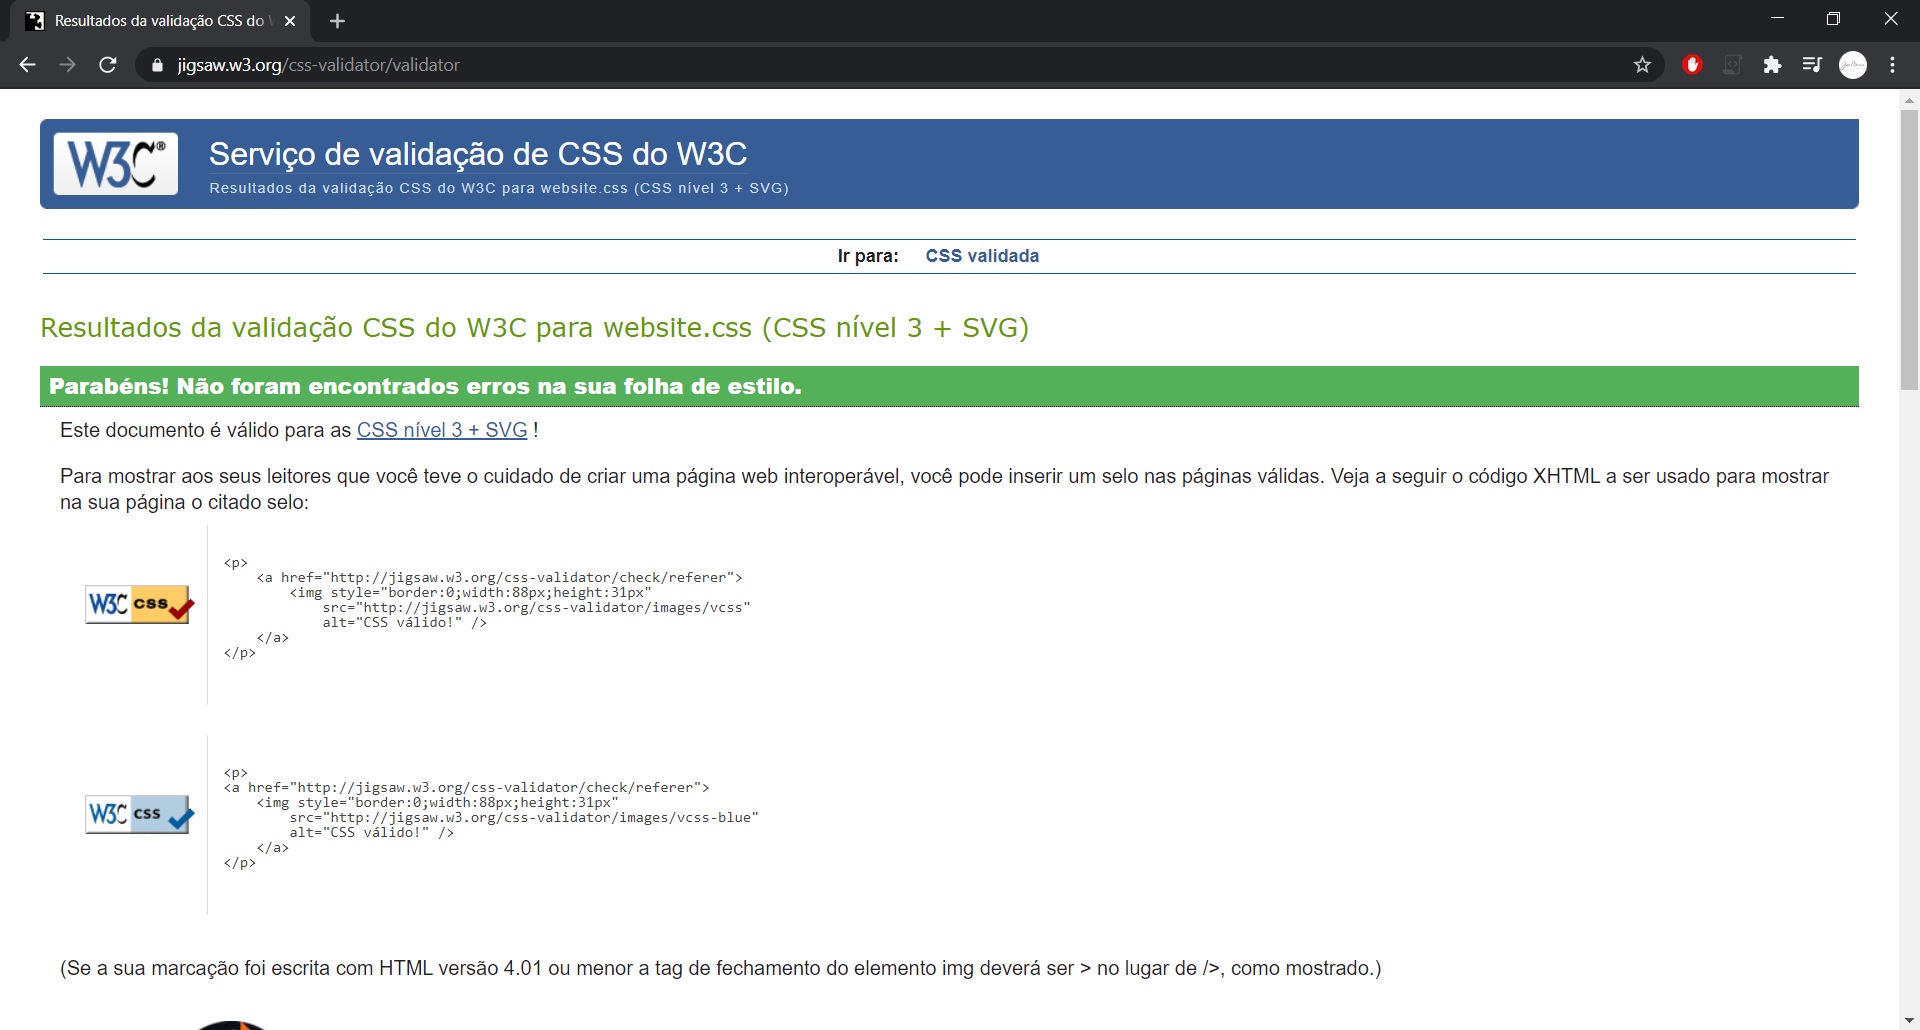 Resultados da validação CSS do
jigsaw.w3.org/css-validator/validator
W3C®
Serviço de validação de CSS do W3C
Resultados da validação CSS do W3C para website.css (CSS nível 3 + SVG)
Ir para: CSS validada
Resultados da validação CSS do W3C para website.css (CSS nível 3 + SVG)
Parabéns! Não foram encontrados erros na sua folha de estilo.
Este documento é válido para as CSS nível 3 + SVG !
Para mostrar aos seus leitores que você teve o cuidado de criar uma página web interoperável, você pode inserir um selo nas páginas válidas. Veja a seguir o código XHTML a ser usado para mostrar
na sua página o citado selo:
W3C css
<p>
<a href="http://jigsaw.w3.org/css-validator/check/referer">
<img style="border:0;width:88px;height:31px"
src="http://jigsaw.w3.org/css-validator/images/vcss"
alt="CSS válido!" />
</a>
</p>
W3C css
<p>
<a href="http://jigsaw.w3.org/css-validator/check/referer">
<img style="border:0;width:88px;height:31px"
src="http://jigsaw.w3.org/css-validator/images/vcss-blue"
alt="CSS válido!" />
</a>
</p>
(Se a sua marcação foi escrita com HTML versão 4.01 ou menor a tag de fechamento do elemento img deverá ser > no lugar de />, como mostrado.)